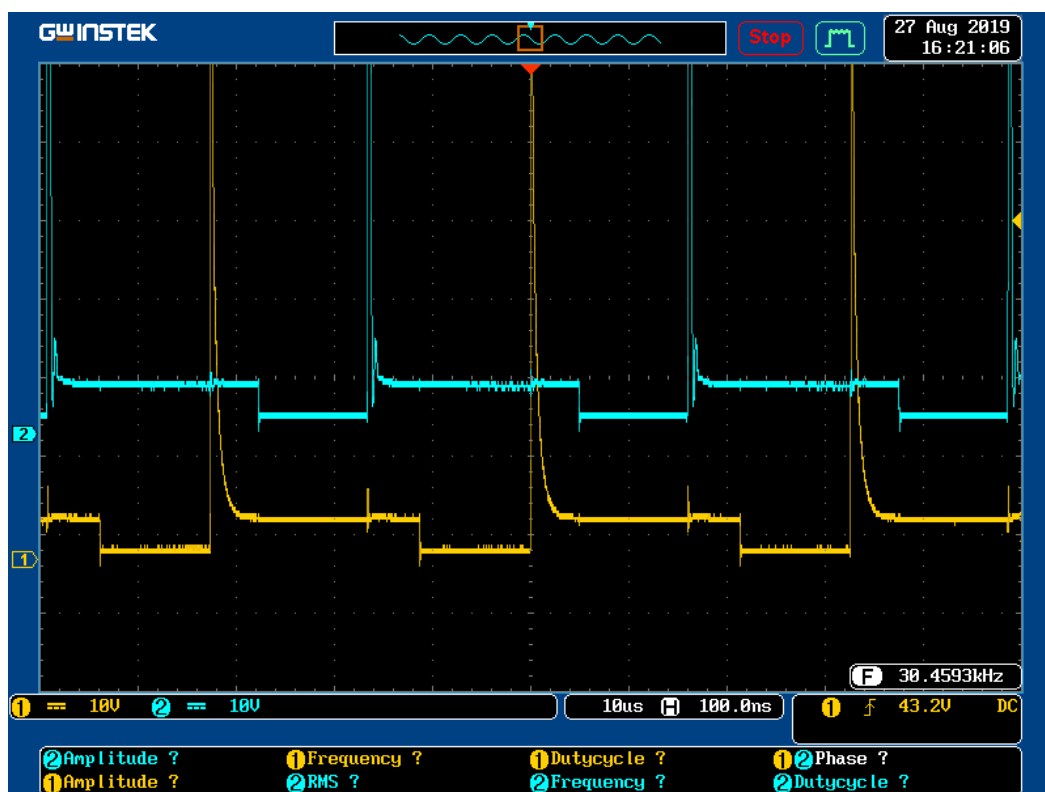 GWINSTEK
Stop
27 Aug 2019
16:21:06
2
1
F 30.4593kHz
1 10V 2 10V
10us H 100.0ns
1 43.2V DC
2Amplitude ? 1Frequency ? 1Dutycycle ? 12Phase ?
1Amplitude ? 2RMS ? 2Frequency ? 2Dutycycle ?